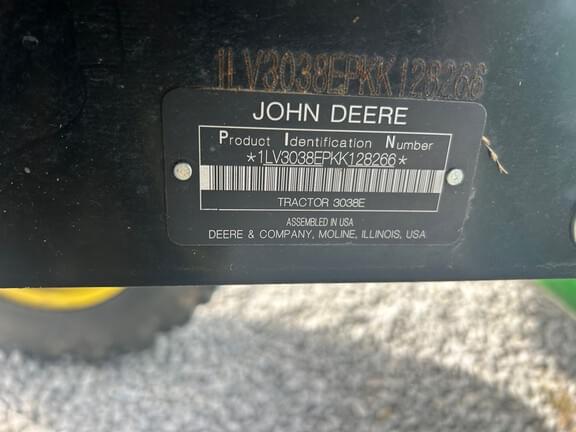 1LV3038EPKK128266
JOHN DEERE
Product Identification Number
*1LV3038EPKK128266*
TRACTOR 3038E
ASSEMBLED IN USA
DEERE & COMPANY, MOLINE, ILLINOIS, USA